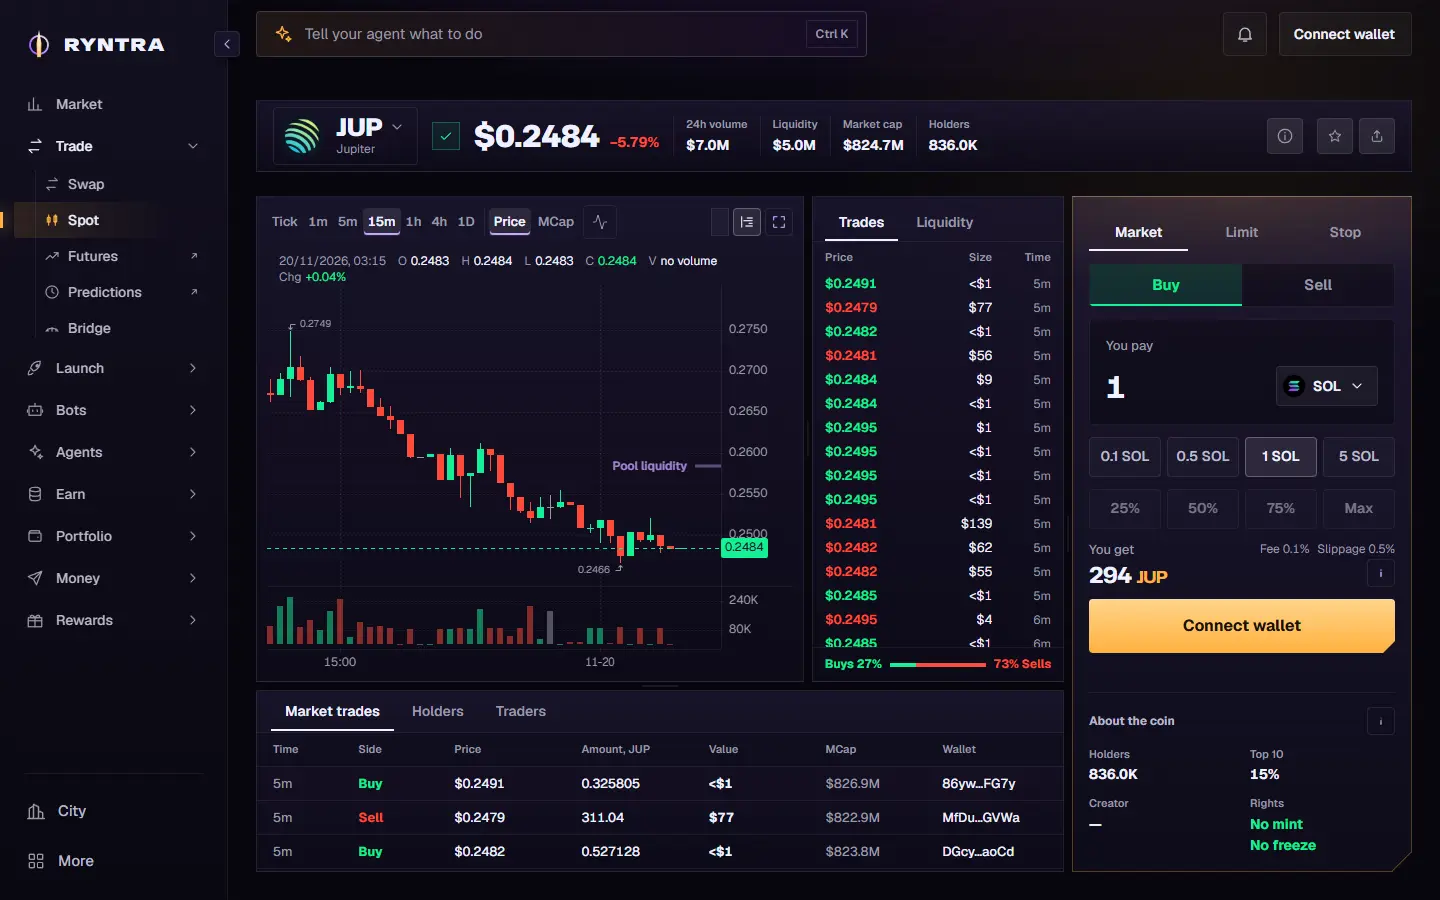 RYNTRA
Tell your agent what to do
Ctrl K
Connect wallet
Market
Trade
Swap
Spot
Futures
Predictions
Bridge
Launch
Bots
Agents
Earn
Portfolio
Money
Rewards
City
More
JUP
Jupiter
$0.2484 -5.79%
24h volume
$7.0M
Liquidity
$5.0M
Market cap
$824.7M
Holders
836.0K
Tick 1m 5m 15m 1h 4h 1D Price MCap
20/11/2026, 03:15 O 0.2483 H 0.2484 L 0.2483 C 0.2484 V no volume
Chg +0.04%
0.2749
0.2750
0.2700
0.2650
0.2600
Pool liquidity
0.2550
0.2500
0.2484
0.2466
240K
80K
15:00 11-20
Trades Liquidity
Price Size Time
$0.2491 <$1 5m
$0.2479 $77 5m
$0.2482 <$1 5m
$0.2481 $56 5m
$0.2484 $9 5m
$0.2484 <$1 5m
$0.2495 $1 5m
$0.2495 <$1 5m
$0.2495 <$1 5m
$0.2495 <$1 5m
$0.2481 $139 5m
$0.2482 $62 5m
$0.2482 $55 5m
$0.2485 <$1 5m
$0.2495 $4 6m
$0.2485 <$1 6m
Buys 27% 73% Sells
Market trades Holders Traders
Time Side Price Amount, JUP Value MCap Wallet
5m Buy $0.2491 0.325805 <$1 $826.9M 86yw...FG7y
5m Sell $0.2479 311.04 $77 $822.9M MfDu...GVWa
5m Buy $0.2482 0.527128 <$1 $823.8M DGcy...aoCd
Market Limit Stop
Buy Sell
You pay
1 SOL
0.1 SOL 0.5 SOL 1 SOL 5 SOL
25% 50% 75% Max
You get Fee 0.1% Slippage 0.5%
294 JUP i
Connect wallet
About the coin i
Holders Top 10
836.0K 15%
Creator Rights
— No mint
No freeze